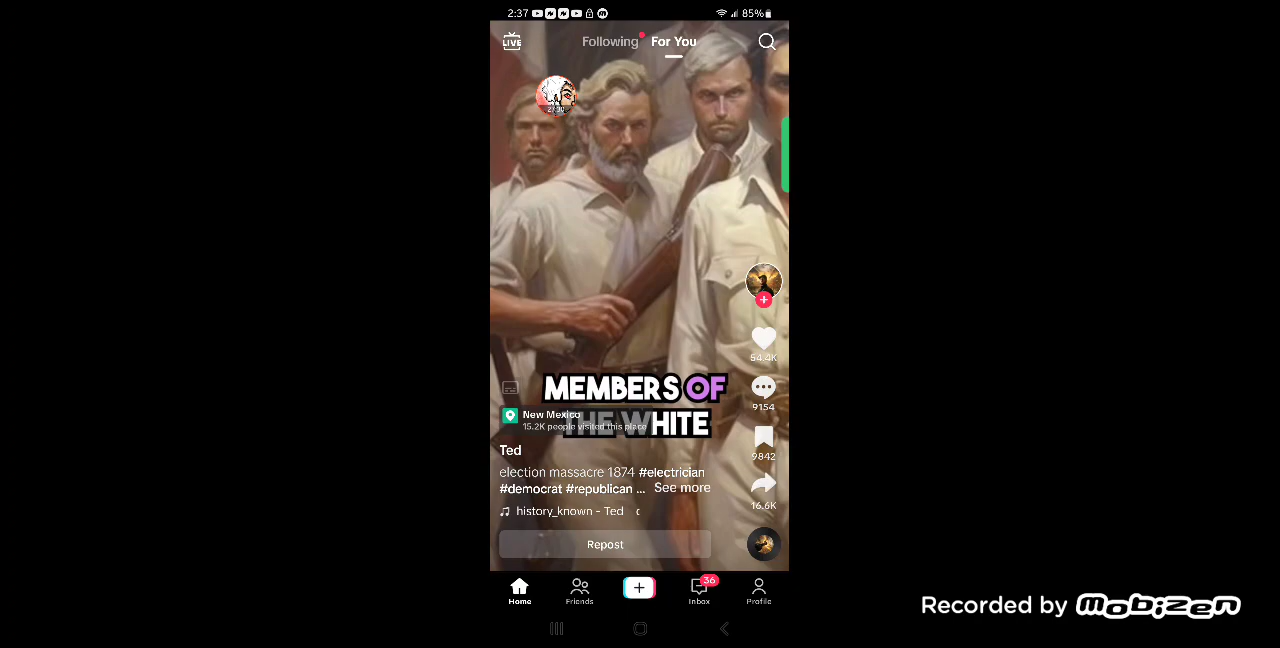 2:37
85%
LIVE
Following
For You
27:30
54.4K
MEMBERS OF
THE WHITE
9154
New Mexico
15.2K people visited this place
Ted
9842
election massacre 1874 #electrician
#democrat #republican ... See more
16.6K
history_known - Ted
Repost
36
Home
Friends
Inbox
Profile
Recorded by mobizen